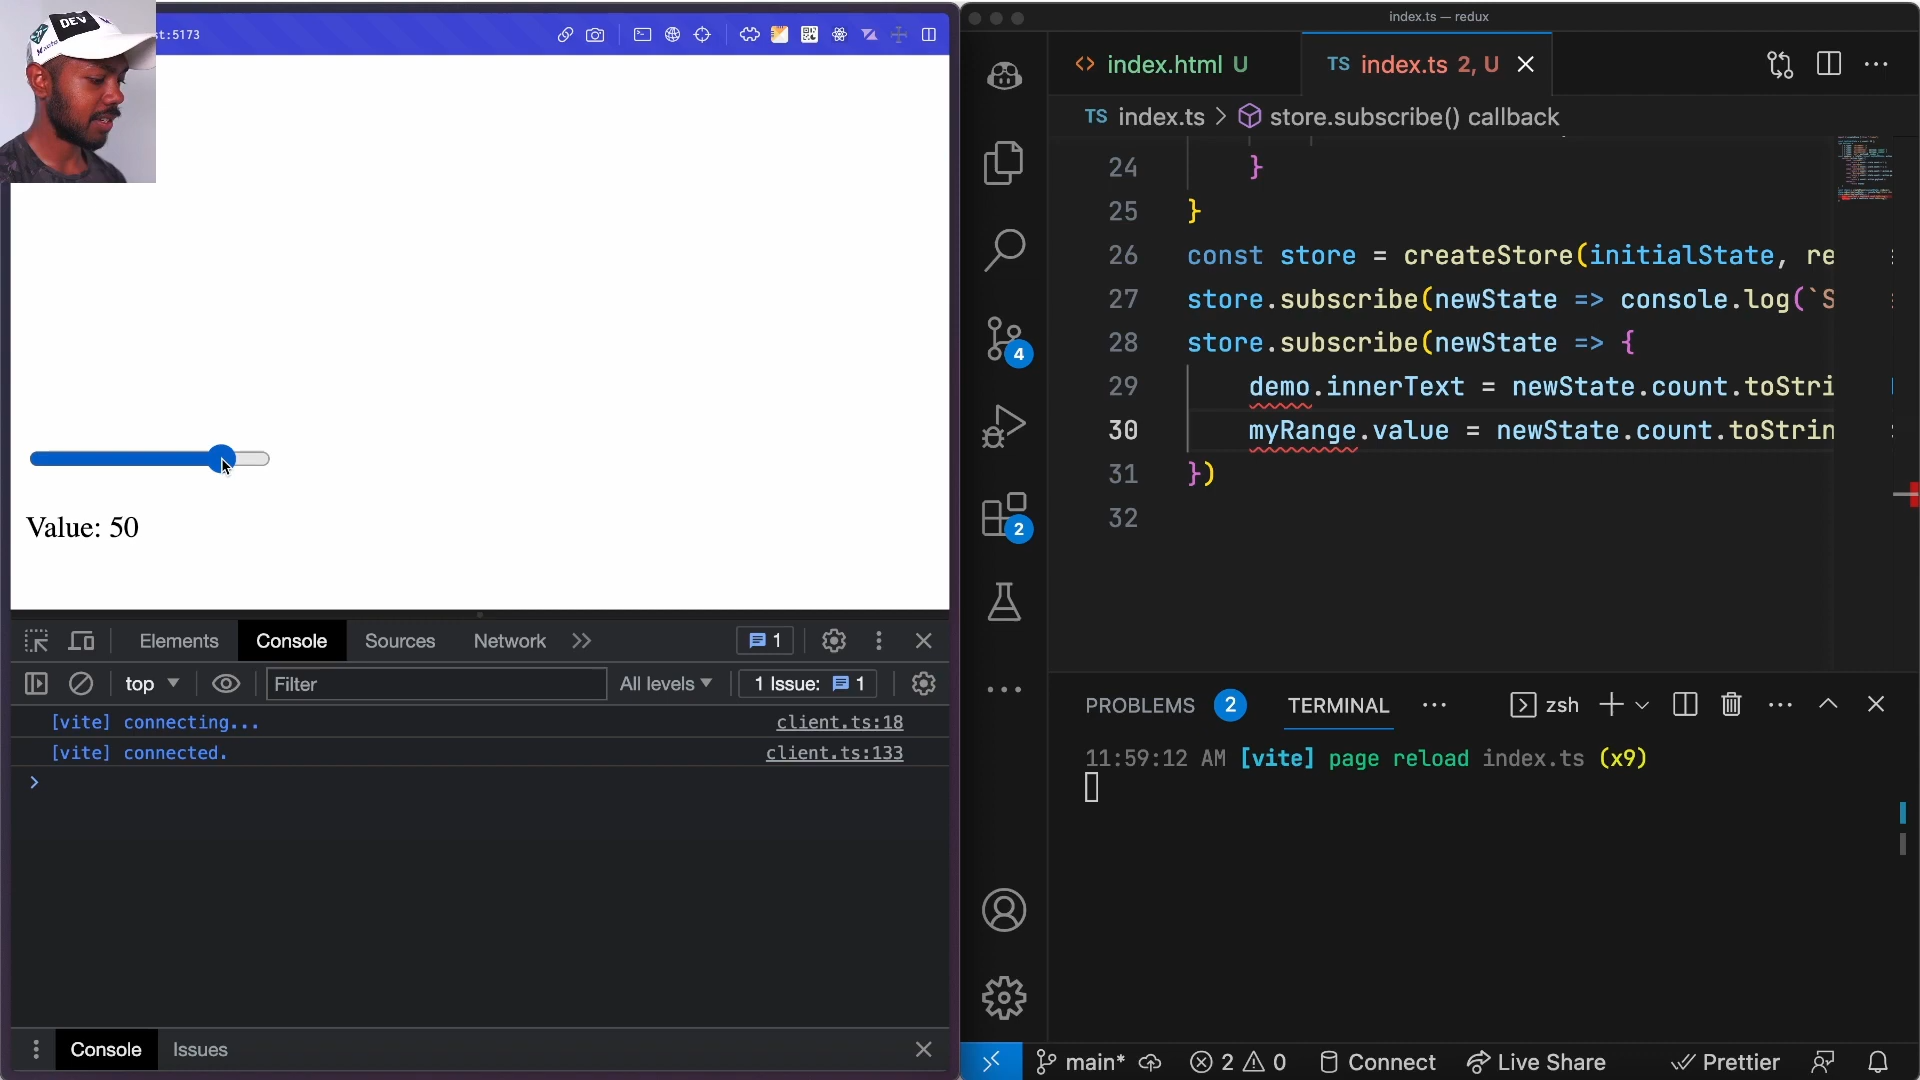 DEV
st:5173
Value: 50
Elements
Console
Sources
Network
1
top
Filter
All levels
1 Issue:
1
[vite] connecting...
client.ts:18
[vite] connected.
client.ts:133
Console
Issues
index.ts — redux
index.html U
TS index.ts 2, U
TS index.ts > store.subscribe() callback
24 }
25 }
26 const store = createStore(initialState, re
27 store.subscribe(newState => console.log(`S
28 store.subscribe(newState => {
29 demo.innerText = newState.count.toStri
30 myRange.value = newState.count.toStrin
31 })
32
4
2
PROBLEMS 2
TERMINAL
zsh
11:59:12 AM [vite] page reload index.ts (x9)
main*
2
0
Connect
Live Share
Prettier